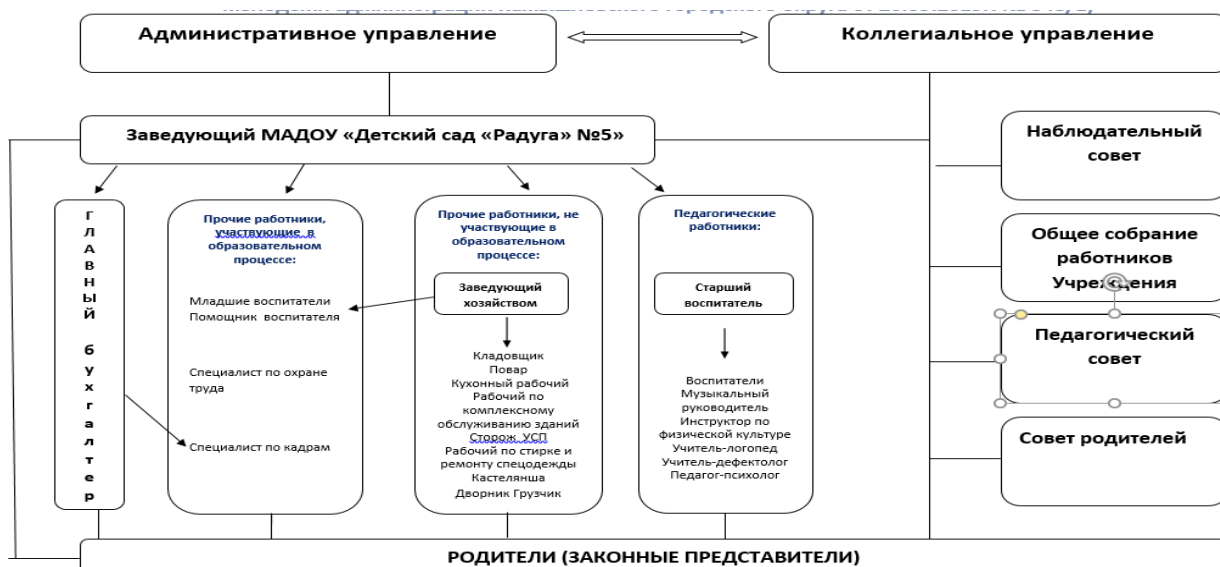 Административное управление
Коллегиальное управление
Заведующий МАДОУ «Детский сад «Радуга» №5»
ГЛАВНЫЙ бухгалтер
Прочие работники,
участвующие в
образовательном
процессе:
Младшие воспитатели
Помощник воспитателя
Специалист по охране
труда
Специалист по кадрам
Прочие работники, не
участвующие в
образовательном
процессе:
Заведующий
хозяйством
Кладовщик
Повар
Кухонный рабочий
Рабочий по
комплексному
обслуживанию зданий
Сторож УСП
Рабочий по стирке и
ремонту спецодежды
Кастелянша
Дворник Грузчик
Педагогические
работники:
Старший
воспитатель
Воспитатели
Музыкальный
руководитель
Инструктор по
физической культуре
Учитель-логопед
Учитель-дефектолог
Педагог-психолог
Наблюдательный
совет
Общее собрание
работников
Учреждения
Педагогический
совет
Совет родителей
РОДИТЕЛИ (ЗАКОННЫЕ ПРЕДСТАВИТЕЛИ)